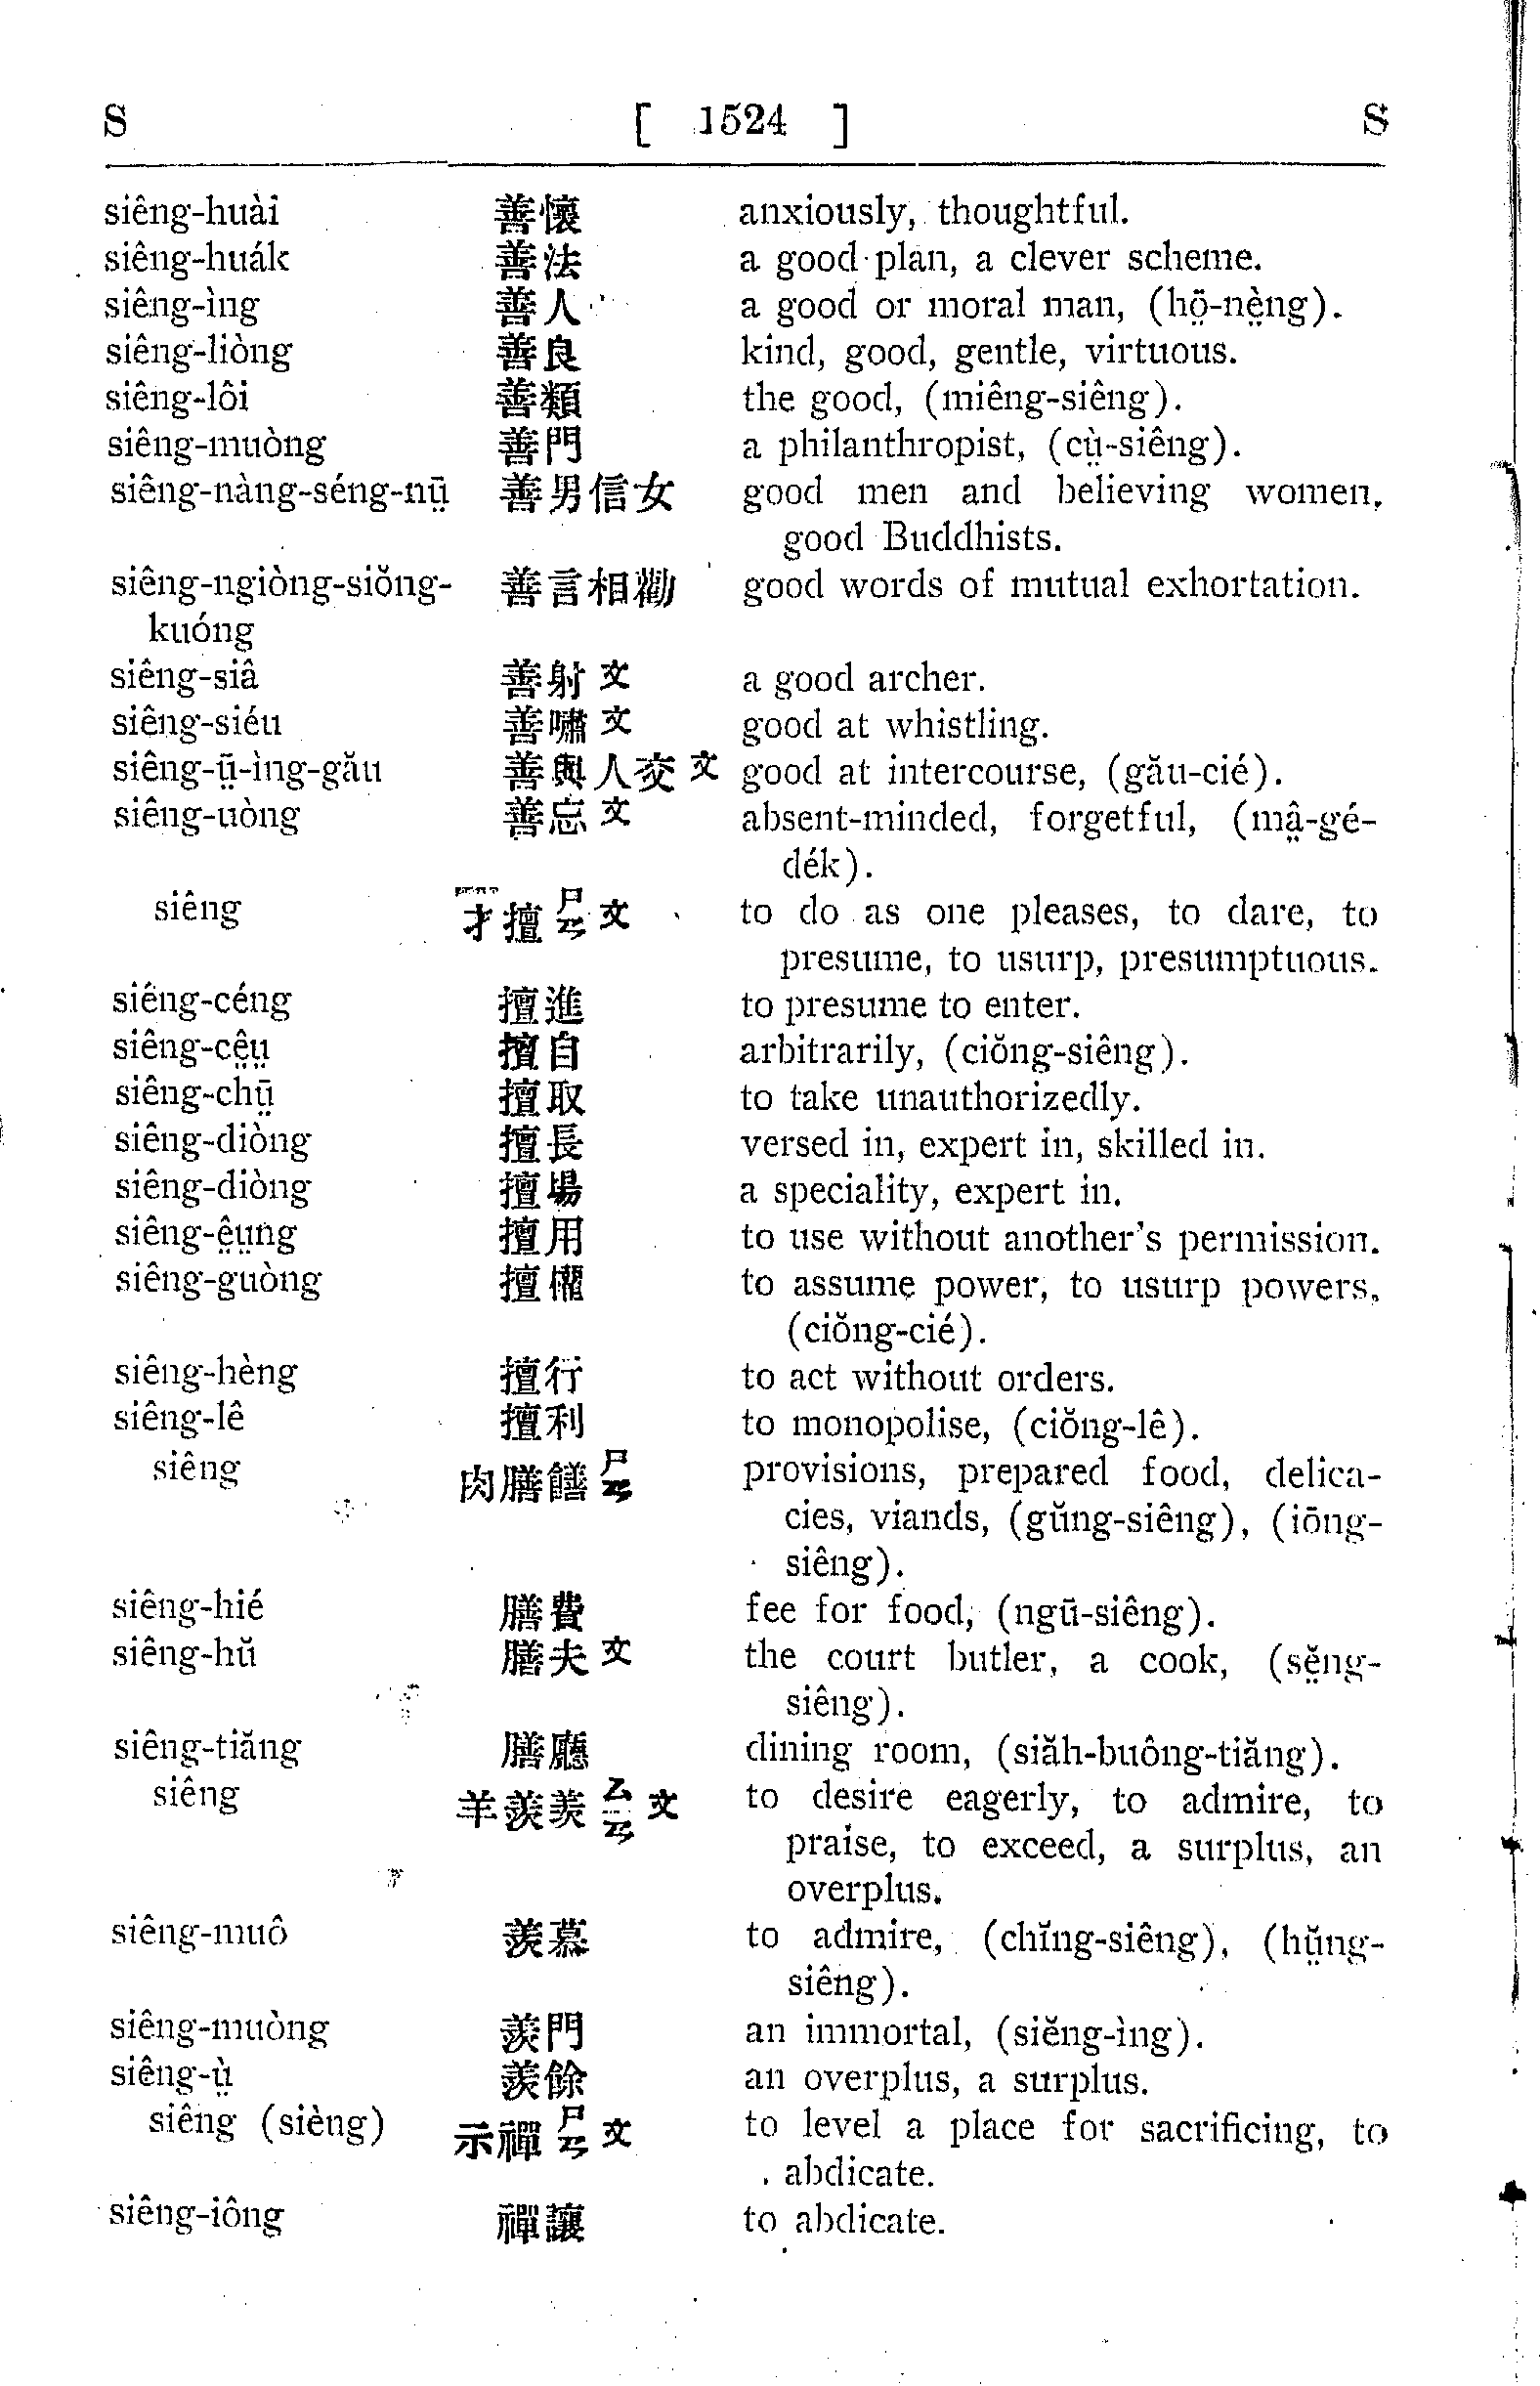 S [ 1524 ] S
siêng-huài 善懷 anxiously, thoughtful.
siêng-huák 善法 a good plan, a clever scheme.
siêng-ìng 善人 a good or moral man, (hō̤-nè̤ng).
siêng-liòng 善良 kind, good, gentle, virtuous.
siêng-lôi 善類 the good, (miêng-siêng).
siêng-muòng 善門 a philanthropist, (cṳ̀-siêng).
siêng-nàng-séng-nṳ̄ 善男信女 good men and believing women,
good Buddhists.
siêng-ngiòng-siŏng- 善言相勸 good words of mutual exhortation.
kuóng
siêng-siâ 善射 文 a good archer.
siêng-siéu 善嘯 文 good at whistling.
siêng-ṳ̄-ìng-gău 善與人交 文 good at intercourse, (gău-cié).
siêng-uòng 善忘 文 absent-minded, forgetful, (mâ̤-gé-
dék).
siêng 才擅 ㄕㄢ 文 to do as one pleases, to dare, to
presume, to usurp, presumptuous.
siêng-céng 擅進 to presume to enter.
siêng-cê̤ṳ 擅自 arbitrarily, (ciŏng-siêng).
siêng-chṳ̄ 擅取 to take unauthorizedly.
siêng-diòng 擅長 versed in, expert in, skilled in.
siêng-diòng 擅場 a speciality, expert in.
siêng-ê̤ṳng 擅用 to use without another's permission.
siêng-guòng 擅權 to assume power, to usurp powers,
(ciŏng-cié).
siêng-hèng 擅行 to act without orders.
siêng-lê 擅利 to monopolise, (ciŏng-lê).
siêng 肉膳饍 ㄕㄢ provisions, prepared food, delica-
cies, viands, (gŭng-siêng), (iōng-
siêng).
siêng-hié 膳費 fee for food, (ngū-siêng).
siêng-hŭ 膳夫 文 the court butler, a cook, (sĕ̤ng-
siêng).
siêng-tiăng 膳廳 dining room, (siăh-buông-tiăng).
siêng 羊羨羡 ㄙㄢ 文 to desire eagerly, to admire, to
praise, to exceed, a surplus, an
overplus.
siêng-muô 羨慕 to admire, (chĭng-siêng), (hṳ̆ng-
siêng).
siêng-muòng 羨門 an immortal, (siĕng-ìng).
siêng-ṳ̀ 羨餘 an overplus, a surplus.
siêng (sièng) 示禪 ㄕㄢ 文 to level a place for sacrificing, to
abdicate.
siêng-iông 禪讓 to abdicate.